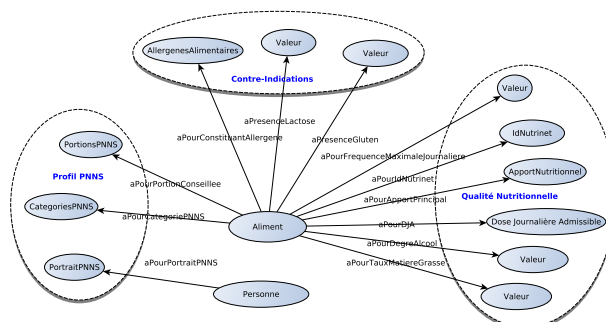 AllergenesAlimentaires
Valeur
Valeur
Contre-Indications
Valeur
aPresenceLactose
aPourConstituantAllergene
aPresenceGluten
IdNutrinet
PortionsPNNS
aPourFrequenceMaximaleJournaliere
ApportNutritionnel
Profil PNNS
aPourPortionConseillee
aPourIdNutrinet
aPourApportPrincipal
Qualité Nutritionnelle
CategoriesPNNS
aPourCategoriePNNS
Aliment
aPourDJA
Dose Journalière Admissible
aPourDegreAlcool
Valeur
PortraitPNNS
aPourPortraitPNNS
aPourTauxMatiereGrasse
Personne
Valeur